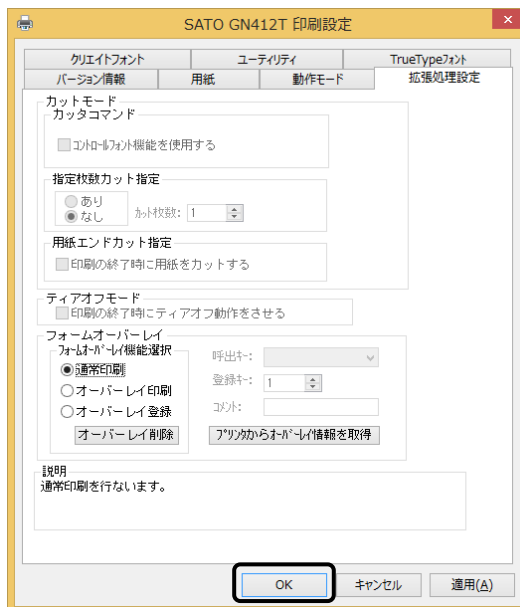 SATO GN412T 印刷設定
×
クリエイトフォント ユーティリティ TrueTypeフォント
バージョン情報 用紙 動作モード 拡張処理設定
カットモード
カッタコマンド
コントロールフォント機能を使用する
指定枚数カット指定
あり
なし カット枚数: 1
用紙エンドカット指定
印刷の終了時に用紙をカットする
ティアオフモード
印刷の終了時にティアオフ動作をさせる
フォームオーバーレイ
フォームオーバーレイ機能選択
通常印刷
オーバーレイ印刷
オーバーレイ登録
オーバーレイ削除
呼出キー:
登録キー: 1
コメント:
プリンタからオーバーレイ情報を取得
説明
通常印刷を行ないます。
OK キャンセル 適用(A)